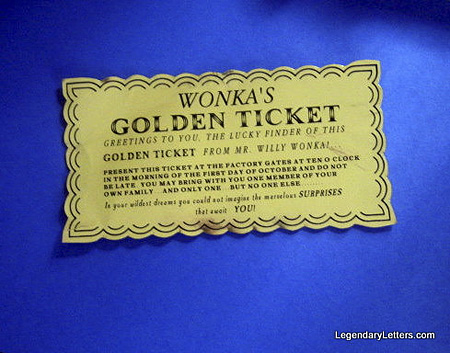 WONKA'S
GOLDEN TICKET
GREETINGS TO YOU, THE LUCKY FINDER OF THIS
GOLDEN TICKET FROM MR. WILLY WONKA!
PRESENT THIS TICKET AT THE FACTORY GATES AT TEN O CLOCK
IN THE MORNING OF THE FIRST DAY OF OCTOBER AND DO NOT
BE LATE. YOU MAY BRING WITH YOU ONE MEMBER OF YOUR
OWN FAMILY ... AND ONLY ONE ... BUT NO ONE ELSE.......
In your wildest dreams you could not imagine the marvelous SURPRISES
that await YOU!
LegendaryLetters.com